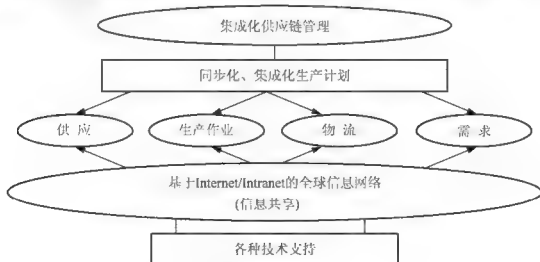 集成化供应链管理
同步化、集成化生产计划
供 应 生产作业 物 流 需 求
基于Internet/Intranet的全球信息网络
(信息共享)
各种技术支持